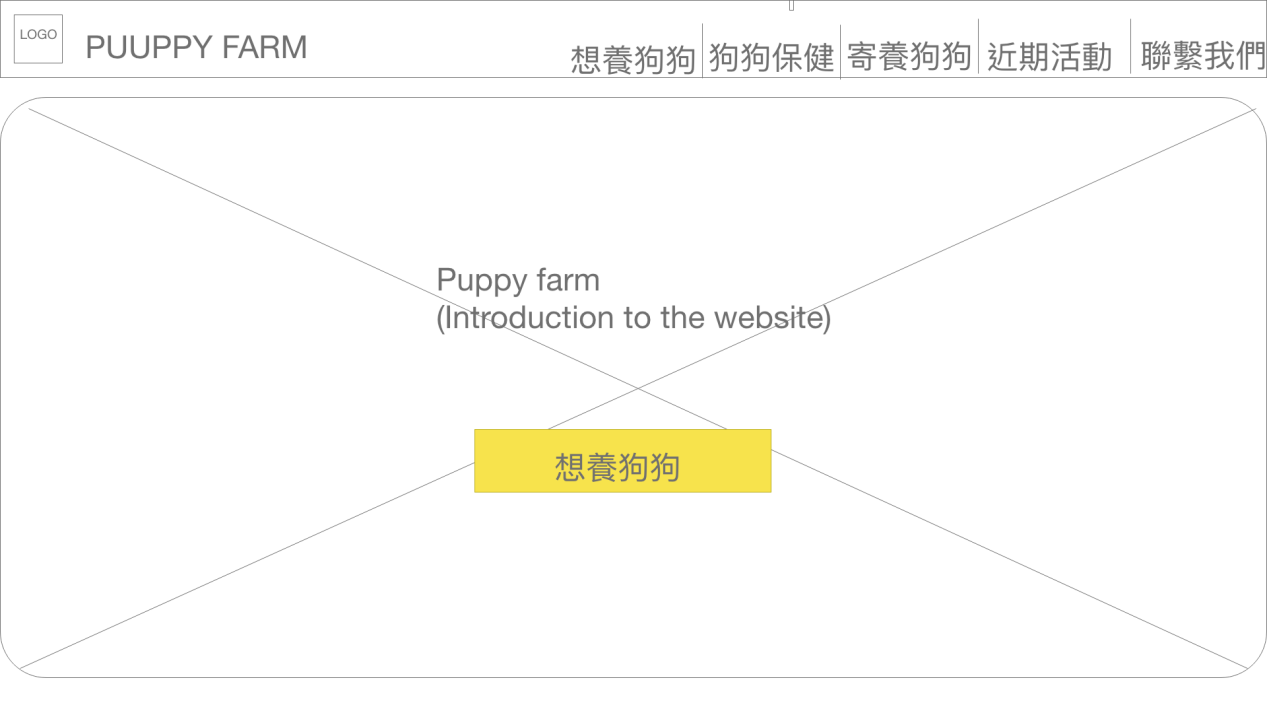 LOGO
PUUPPY FARM
想養狗狗
狗狗保健
寄養狗狗
近期活動
聯繫我們
Puppy farm
(Introduction to the website)
想養狗狗